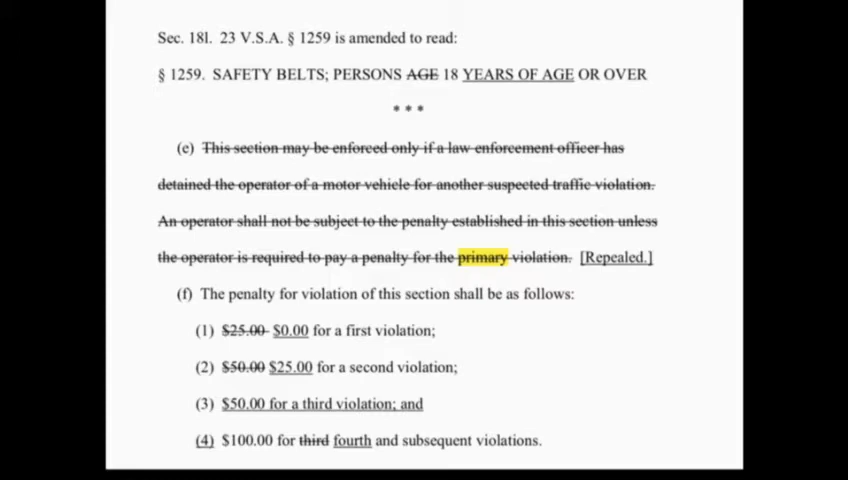 Sec. 18l. 23 V.S.A. § 1259 is amended to read:
§ 1259. SAFETY BELTS; PERSONS AGE 18 YEARS OF AGE OR OVER
* * *
(e) This section may be enforced only if a law enforcement officer has
detained the operator of a motor vehicle for another suspected traffic violation.
An operator shall not be subject to the penalty established in this section unless
the operator is required to pay a penalty for the primary violation. [Repealed.]
(f) The penalty for violation of this section shall be as follows:
(1) $25.00 $0.00 for a first violation;
(2) $50.00 $25.00 for a second violation;
(3) $50.00 for a third violation; and
(4) $100.00 for third fourth and subsequent violations.